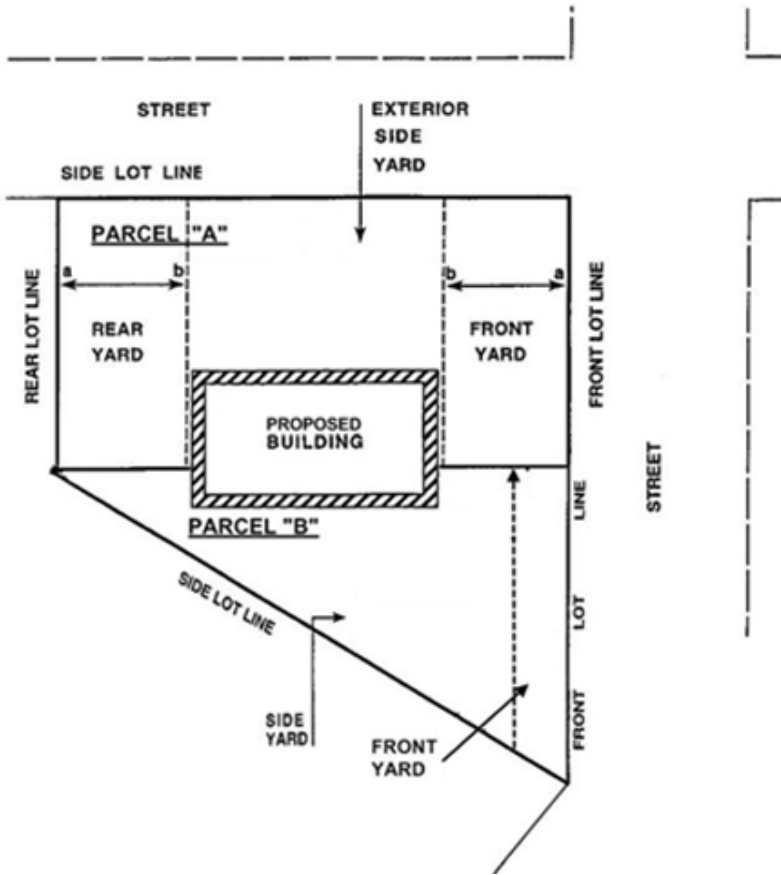 STREET
EXTERIOR
SIDE
YARD
SIDE LOT LINE
PARCEL "A"
a
b
b
a
REAR LOT LINE
REAR
YARD
FRONT
YARD
FRONT LOT LINE
PROPOSED
BUILDING
STREET
PARCEL "B"
FRONT LOT LINE
SIDE LOT LINE
SIDE
YARD
FRONT
YARD